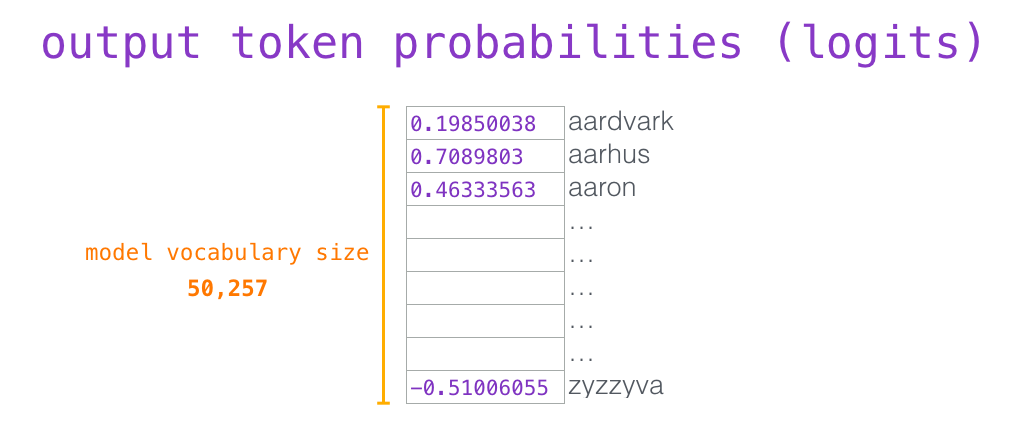 output token probabilities (logits)
0.19850038 aardvark
0.7089803 aarhus
0.46333563 aaron
...
...
model vocabulary size
50,257
...
...
...
-0.51006055 zyzzyva